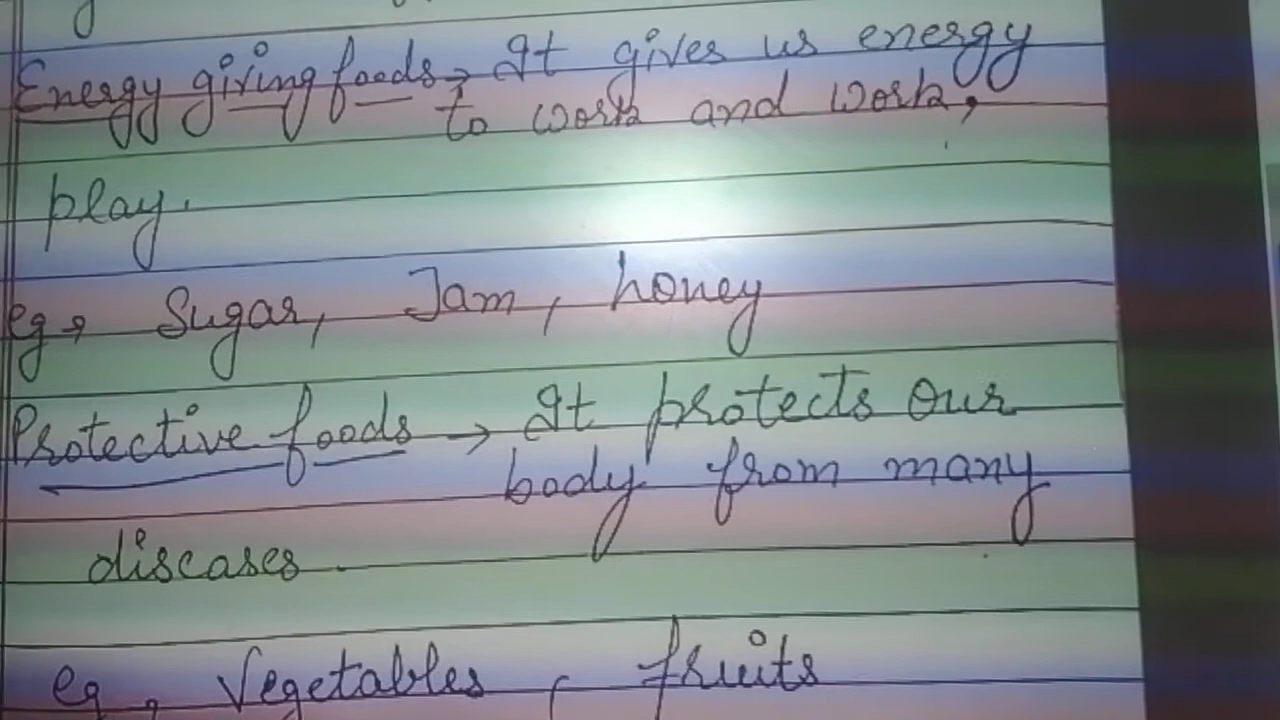 Energy giving foods → It gives us energy
to work and work,
play.
eg → Sugar, Jam, honey
Protective foods → It protects our
body from many
discases.
eg , Vegetables , fruits